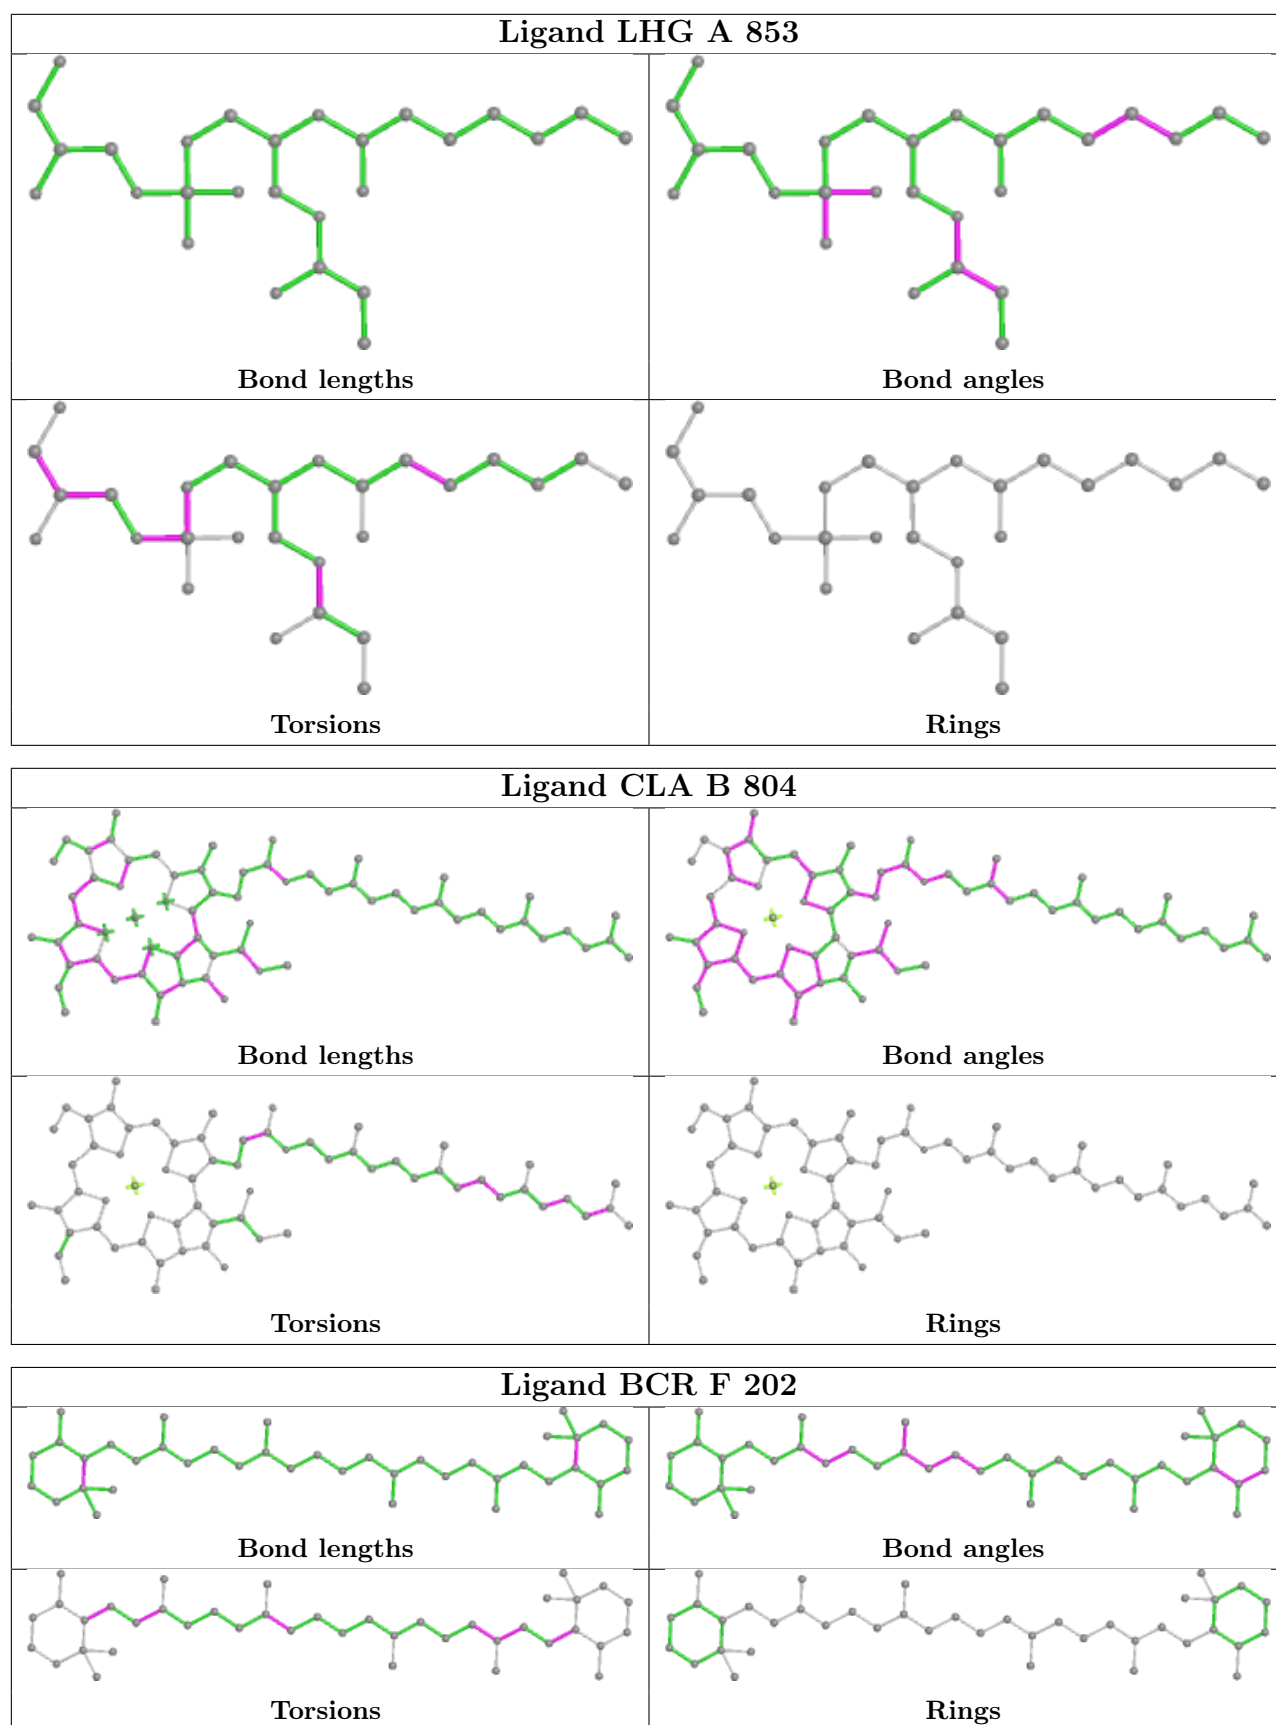 Ligand LHG A 853
Bond lengths
Bond angles
Torsions
Rings
Ligand CLA B 804
Bond lengths
Bond angles
Torsions
Rings
Ligand BCR F 202
Bond lengths
Bond angles
Torsions
Rings